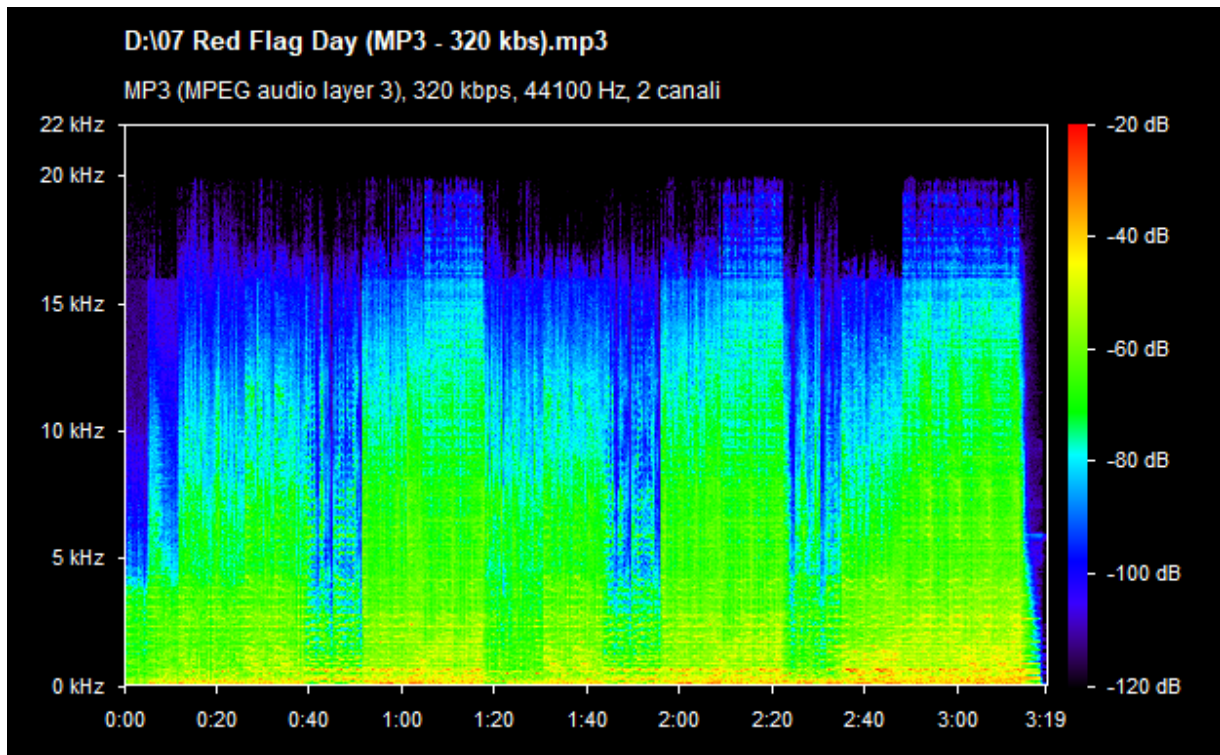 D:\07 Red Flag Day (MP3 - 320 kbs).mp3
MP3 (MPEG audio layer 3), 320 kbps, 44100 Hz, 2 canali
22 kHz
20 kHz
15 kHz
10 kHz
5 kHz
0 kHz
0:00 0:20 0:40 1:00 1:20 1:40 2:00 2:20 2:40 3:00 3:19
-20 dB
-40 dB
-60 dB
-80 dB
-100 dB
-120 dB